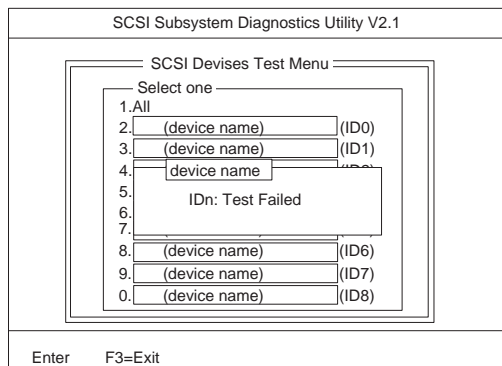 SCSI Subsystem Diagnostics Utility V2.1
SCSI Devises Test Menu
Select one
1.All
2. (device name) (ID0)
3. (device name) (ID1)
4. device name
IDn: Test Failed
5.
6.
7.
8. (device name) (ID6)
9. (device name) (ID7)
0. (device name) (ID8)
Enter F3=Exit